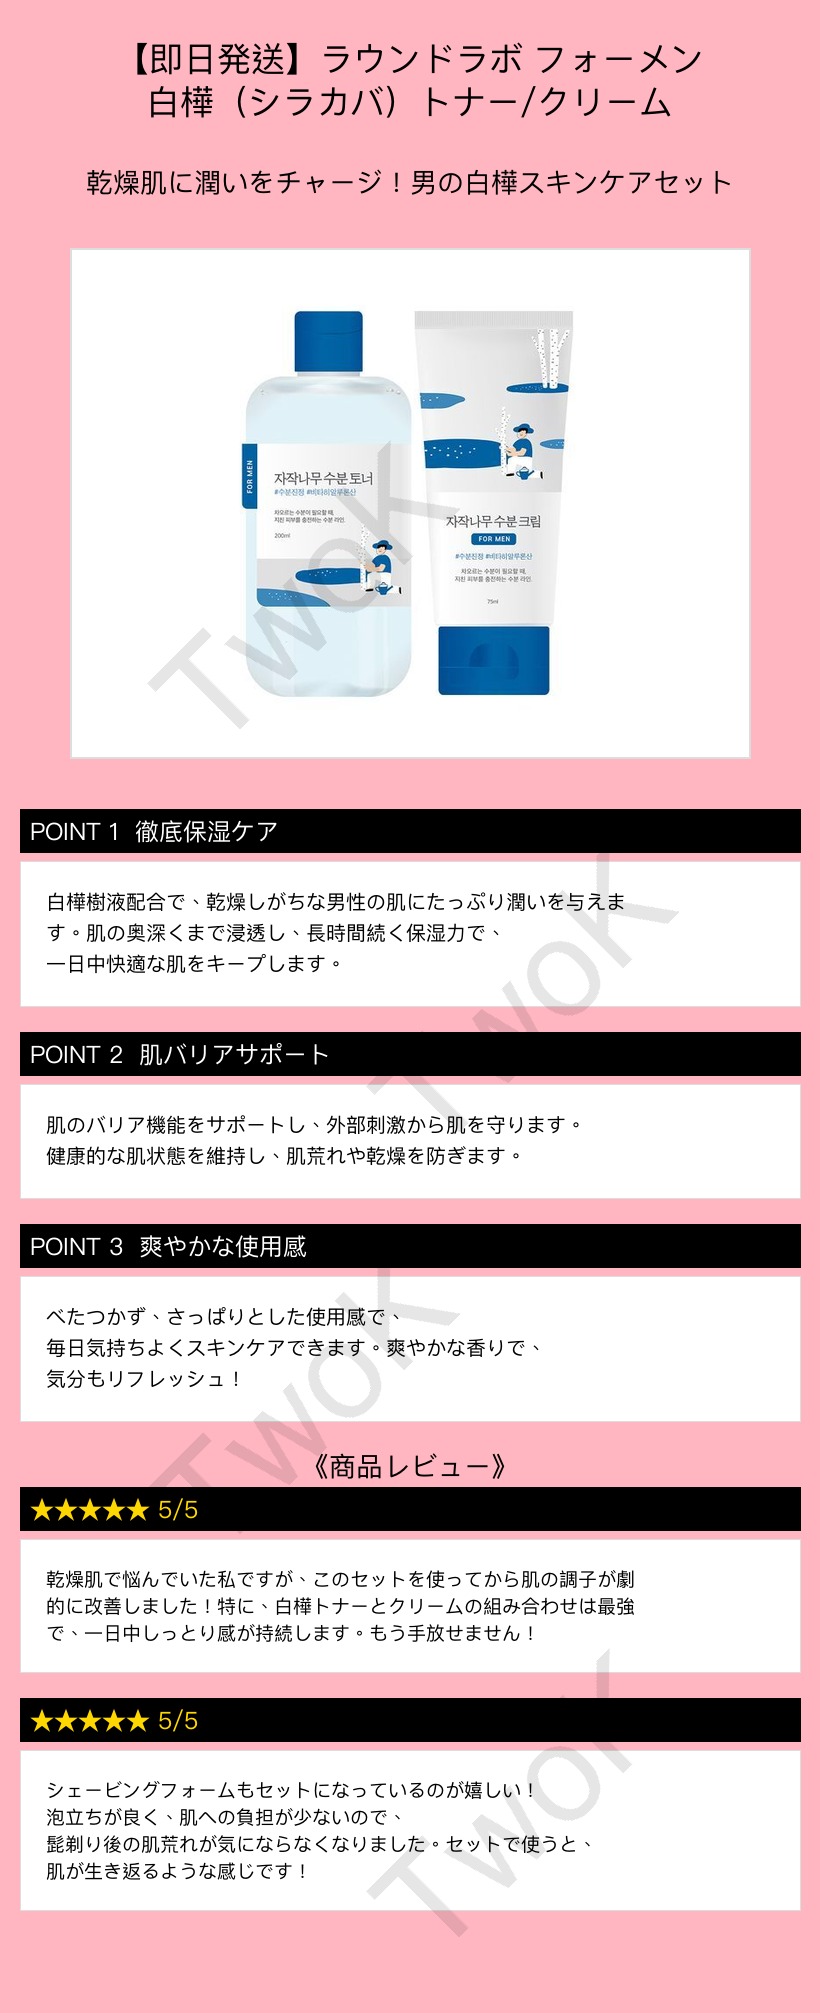 【即日発送】ラウンドラボ フォーメン
白樺（シラカバ）トナー/クリーム
乾燥肌に潤いをチャージ！男の白樺スキンケアセット
FOR MEN
자작나무 수분 토너
#수분진정 #비타히알루론산
차오르는 수분이 필요할 때,
지친 피부를 충전하는 수분 라인.
200ml
자작나무 수분 크림
FOR MEN
#수분진정 #비타히알루론산
차오르는 수분이 필요할 때,
지친 피부를 충전하는 수분 라인.
75ml
TwoK
POINT 1 徹底保湿ケア
白樺樹液配合で、乾燥しがちな男性の肌にたっぷり潤いを与えま
す。肌の奥深くまで浸透し、長時間続く保湿力で、
一日中快適な肌をキープします。
TwoK
POINT 2 肌バリアサポート
肌のバリア機能をサポートし、外部刺激から肌を守ります。
健康的な肌状態を維持し、肌荒れや乾燥を防ぎます。
POINT 3 爽やかな使用感
べたつかず、さっぱりとした使用感で、
毎日気持ちよくスキンケアできます。爽やかな香りで、
気分もリフレッシュ！
TwoK
《商品レビュー》
★★★★★ 5/5
乾燥肌で悩んでいた私ですが、このセットを使ってから肌の調子が劇
的に改善しました！特に、白樺トナーとクリームの組み合わせは最強
で、一日中しっとり感が持続します。もう手放せません！
★★★★★ 5/5
シェービングフォームもセットになっているのが嬉しい！
泡立ちが良く、肌への負担が少ないので、
髭剃り後の肌荒れが気にならなくなりました。セットで使うと、
肌が生き返るような感じです！
TwoK